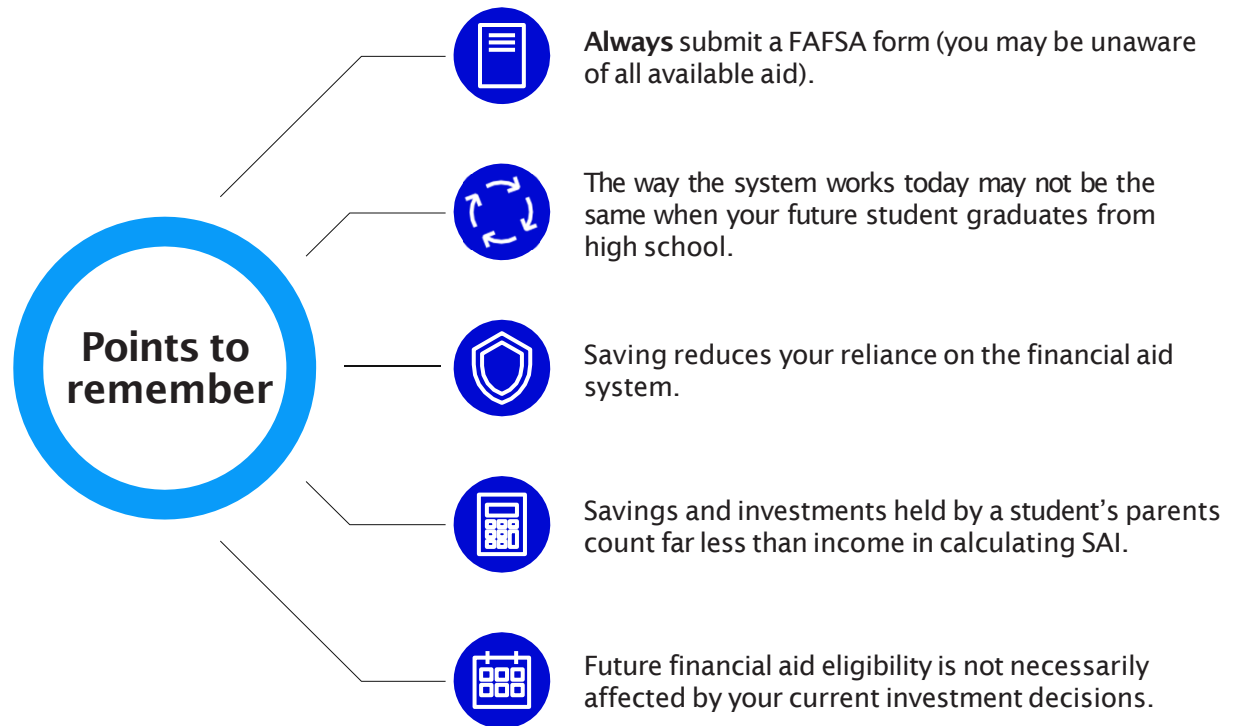 Always submit a FAFSA form (you may be unaware
of all available aid).
The way the system works today may not be the
same when your future student graduates from
high school.
Points to
remember
Saving reduces your reliance on the financial aid
system.
Savings and investments held by a student’s parents
count far less than income in calculating SAI.
Future financial aid eligibility is not necessarily
affected by your current investment decisions.